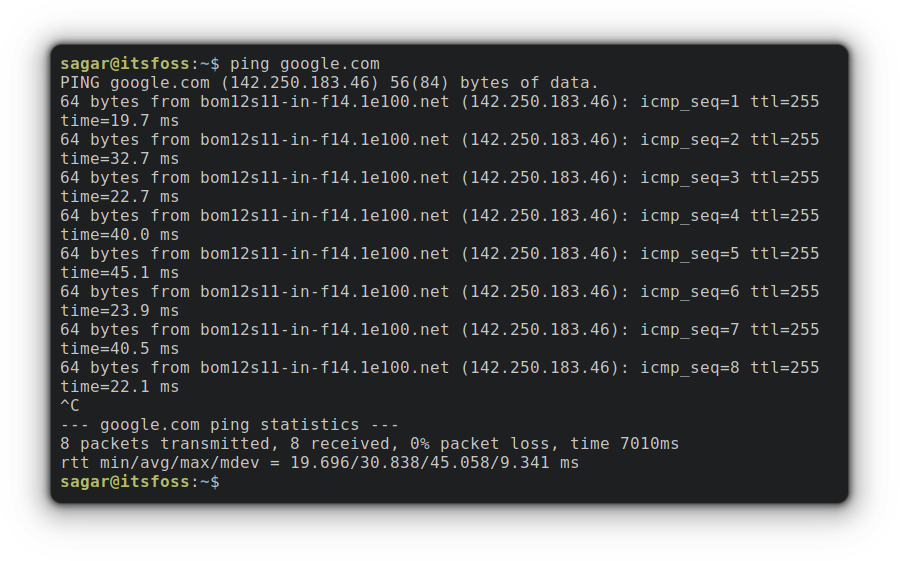 sagar@itsfoss:~$ ping google.com
PING google.com (142.250.183.46) 56(84) bytes of data.
64 bytes from bom12s11-in-f14.1e100.net (142.250.183.46): icmp_seq=1 ttl=255
time=19.7 ms
64 bytes from bom12s11-in-f14.1e100.net (142.250.183.46): icmp_seq=2 ttl=255
time=32.7 ms
64 bytes from bom12s11-in-f14.1e100.net (142.250.183.46): icmp_seq=3 ttl=255
time=22.7 ms
64 bytes from bom12s11-in-f14.1e100.net (142.250.183.46): icmp_seq=4 ttl=255
time=40.0 ms
64 bytes from bom12s11-in-f14.1e100.net (142.250.183.46): icmp_seq=5 ttl=255
time=45.1 ms
64 bytes from bom12s11-in-f14.1e100.net (142.250.183.46): icmp_seq=6 ttl=255
time=23.9 ms
64 bytes from bom12s11-in-f14.1e100.net (142.250.183.46): icmp_seq=7 ttl=255
time=40.5 ms
64 bytes from bom12s11-in-f14.1e100.net (142.250.183.46): icmp_seq=8 ttl=255
time=22.1 ms
^C
--- google.com ping statistics ---
8 packets transmitted, 8 received, 0% packet loss, time 7010ms
rtt min/avg/max/mdev = 19.696/30.838/45.058/9.341 ms
sagar@itsfoss:~$